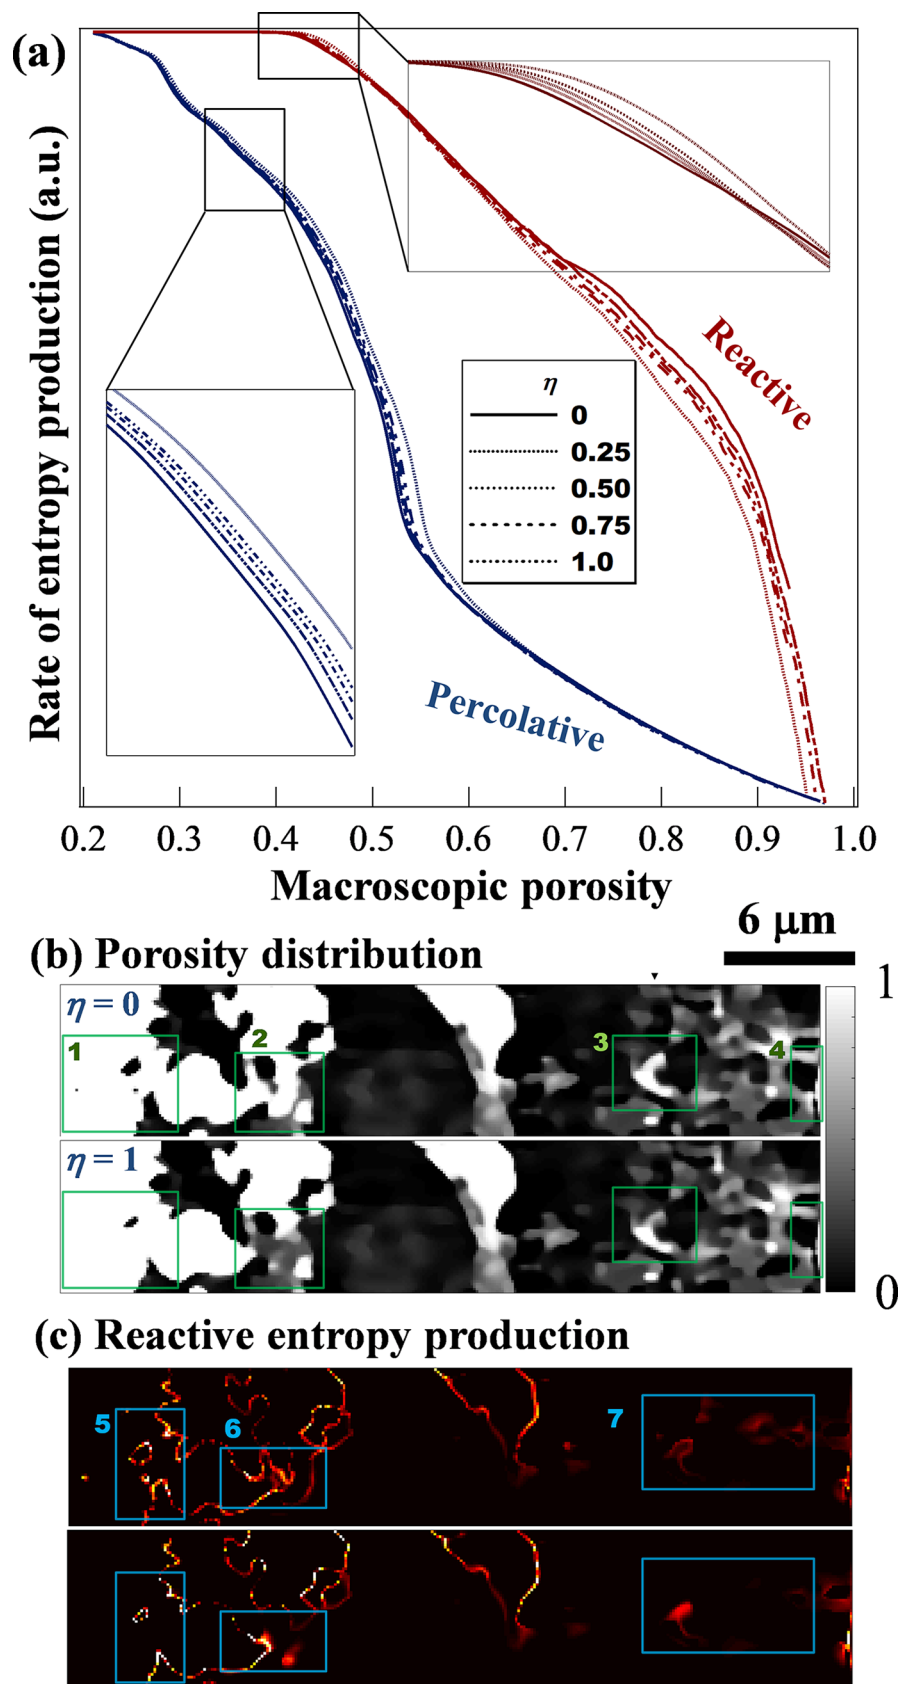 (a)
Rate of entropy production (a.u.)
Reactive
η
0
0.25
0.50
0.75
1.0
Percolative
0.2 0.3 0.4 0.5 0.6 0.7 0.8 0.9 1.0
Macroscopic porosity
6 μm
(b) Porosity distribution
η = 0
1
2
3
4
1
η = 1
0
(c) Reactive entropy production
5
6
7